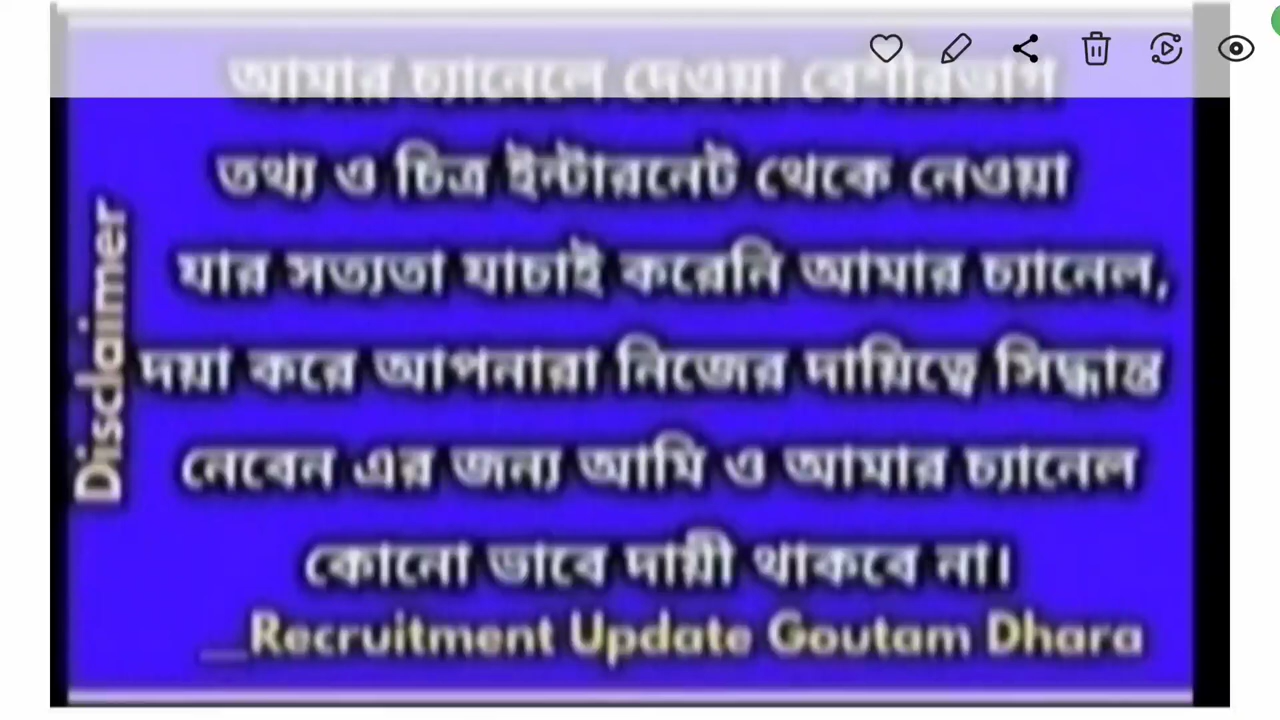 আমার চ্যানেলে দেওয়া বেশীরভাগ
তথ্য ও চিত্র ইন্টারনেট থেকে নেওয়া
যার সত্যতা যাচাই করেনি আমার চ্যানেল,
দয়া করে আপনারা নিজের দায়িত্বে সিদ্ধান্ত
নেবেন এর জন্য আমি ও আমার চ্যানেল
কোনো ভাবে দায়ী থাকবে না।
__Recruitment Update Goutam Dhara
Disclaimer